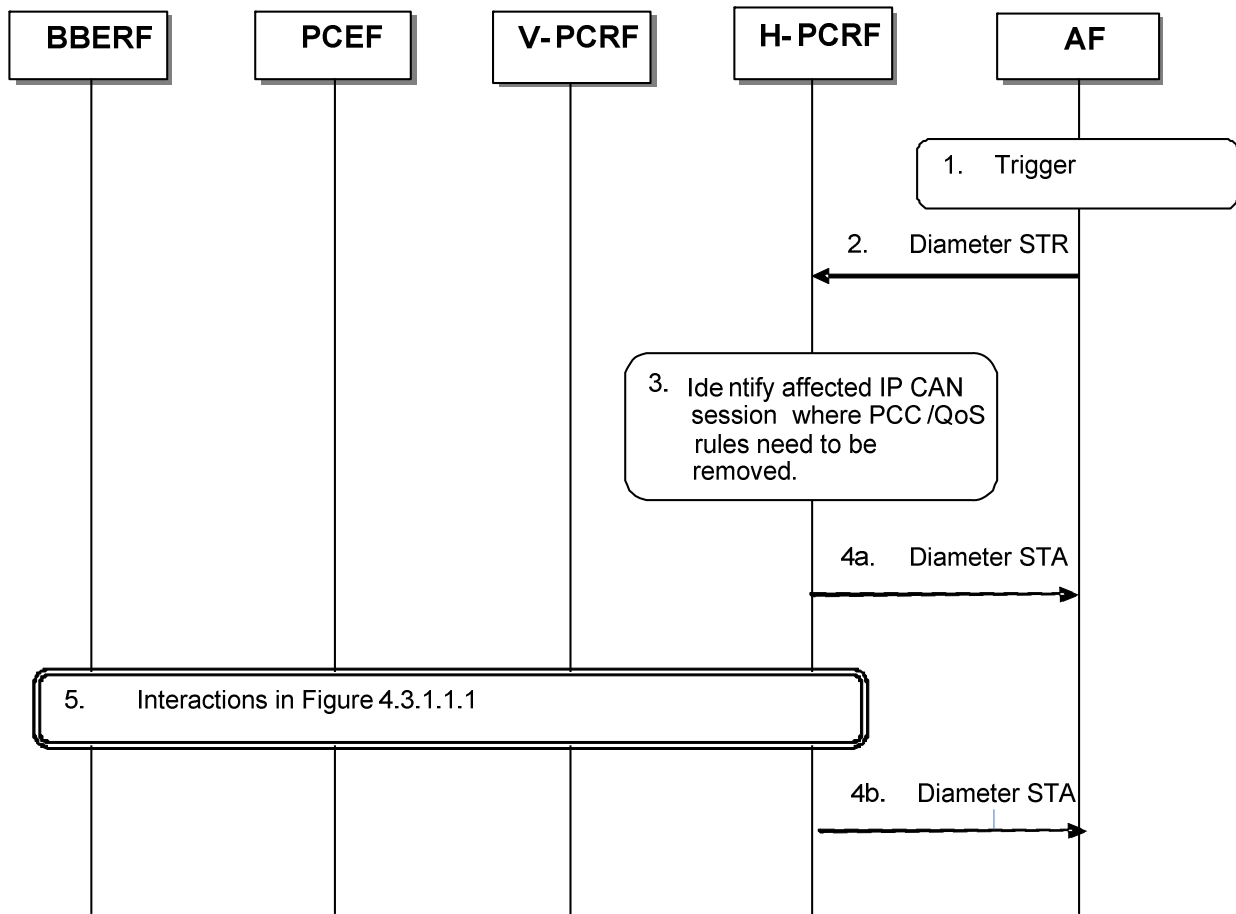 BBERF PCEF V-PCRF H-PCRF AF
1. Trigger
2. Diameter STR
3. Identify affected IP CAN
session where PCC/QoS
rules need to be
removed.
4a. Diameter STA
5. Interactions in Figure 4.3.1.1.1
4b. Diameter STA